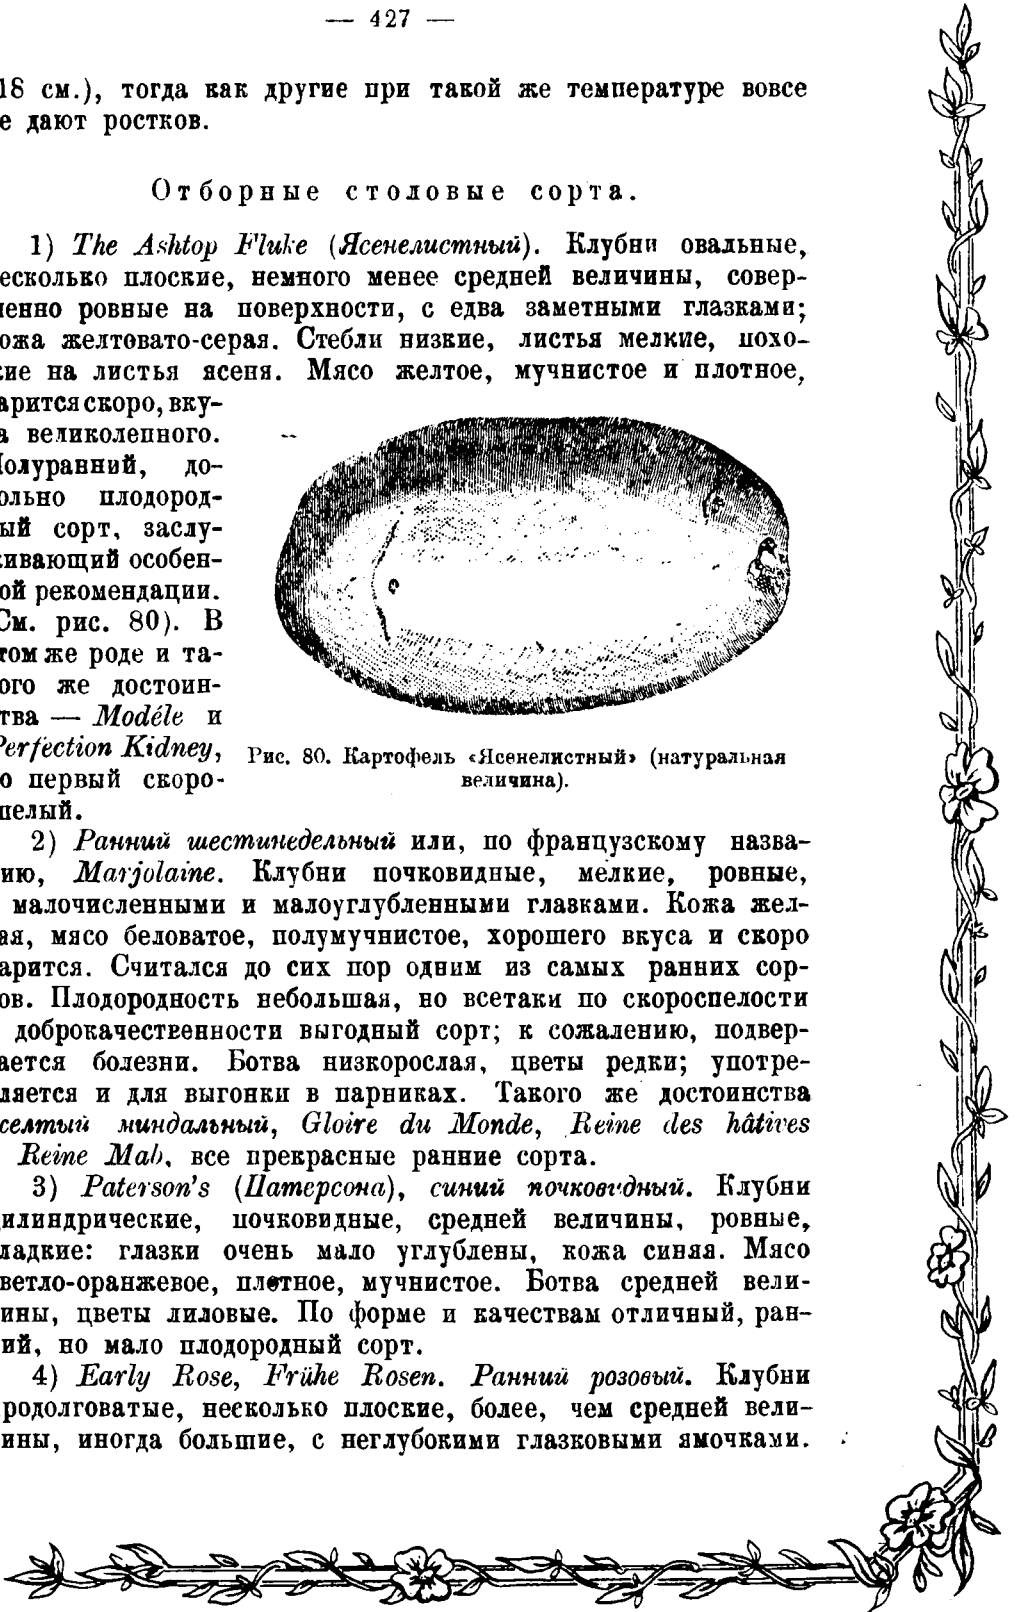 — 427 —
18 см.), тогда как другие при такой же температуре вовсе
е дают ростков.
Отборные столовые сорта.
1) The Ashtop Fluke (Ясенелистный). Клубни овальные,
есколько плоские, немного менее средней величины, совер-
ненно ровные на поверхности, с едва заметными глазками;
ожа желтовато-серая. Стебли низкие, листья мелкие, похо-
кие на листья ясеня. Мясо желтое, мучнистое и плотное,
арится скоро, вку-
а великолепного.
Полуранний, до-
ольно плодород-
ый сорт, заслу-
живающий особен-
ой рекомендации.
См. рис. 80). В
том же роде и та-
ого же достоин-
тва — Modéle и
Perfection Kidney,
о первый скоро-
пелый.
Рис. 80. Картофель «Ясенелистный» (натуральная
величина).
2) Ранний шестинедельный или, по французскому назва-
ию, Marjolaine. Клубни почковидные, мелкие, ровные,
малочисленными и малоуглубленными глазками. Кожа жел-
ая, мясо беловатое, полумучнистое, хорошего вкуса и скоро
арится. Считался до сих пор одним из самых ранних сор-
ов. Плодородность небольшая, но всетаки по скороспелости
доброкачественности выгодный сорт; к сожалению, подвер-
ается болезни. Ботва низкорослая, цветы редки; употре-
ляется и для выгонки в парниках. Такого же достоинства
желтый миндальный, Gloire du Monde, Reine des hâtives
Reine Mab, все прекрасные ранние сорта.
3) Paterson's (Патерсона), синий почковидный. Клубни
цилиндрические, почковидные, средней величины, ровные,
ладкие: глазки очень мало углублены, кожа синяя. Мясо
ветло-оранжевое, плотное, мучнистое. Ботва средней вели-
ины, цветы лиловые. По форме и качествам отличный, ран-
ий, но мало плодородный сорт.
4) Early Rose, Frühe Rosen. Ранний розовый. Клубни
родолговатые, несколько плоские, более, чем средней вели-
ины, иногда большие, с неглубокими глазковыми ямочками.